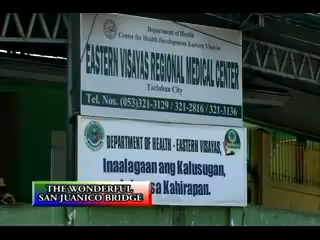 Department of Health
Center for Health Development-Eastern Visayas
EASTERN VISAYAS REGIONAL MEDICAL CENTER
Tacloban City
Tel. Nos. (053)321-3129 / 321-2816 / 321-3136
DEPARTMENT OF HEALTH - EASTERN VISAYAS,
Inaalagaan ang Kalusugan,
sa Kahirapan.
THE WONDERFUL
SAN JUANICO BRIDGE